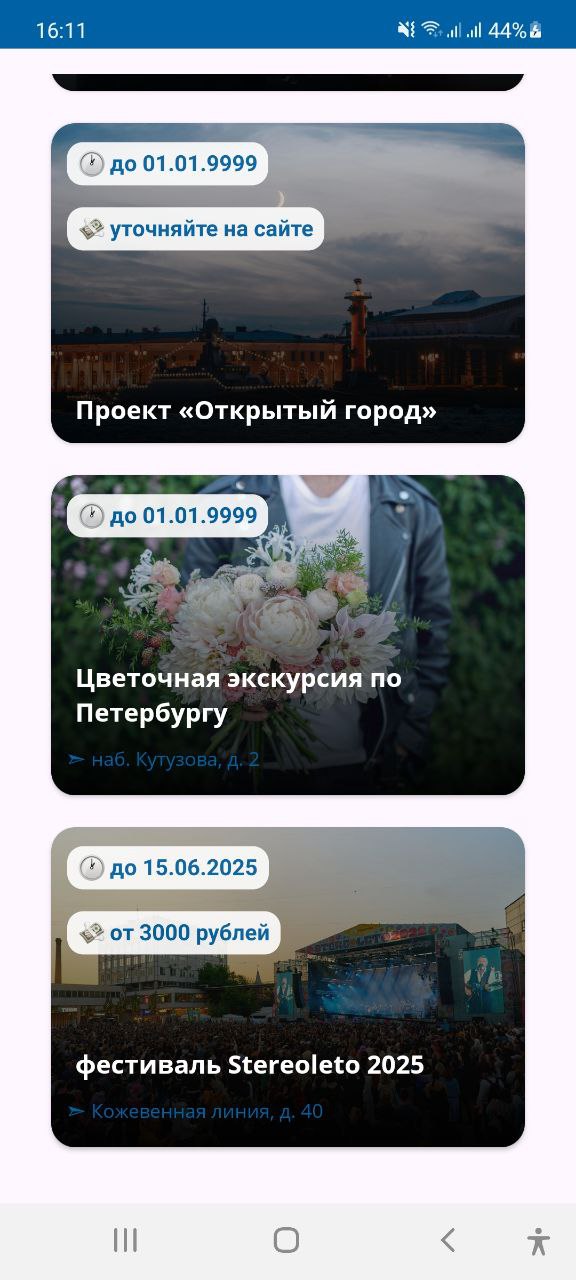 16:11
44%
до 01.01.9999
уточняйте на сайте
Проект «Открытый город»
до 01.01.9999
Цветочная экскурсия по
Петербургу
➣ наб. Кутузова, д. 2
до 15.06.2025
от 3000 рублей
фестиваль Stereoleto 2025
➣ Кожевенная линия, д. 40